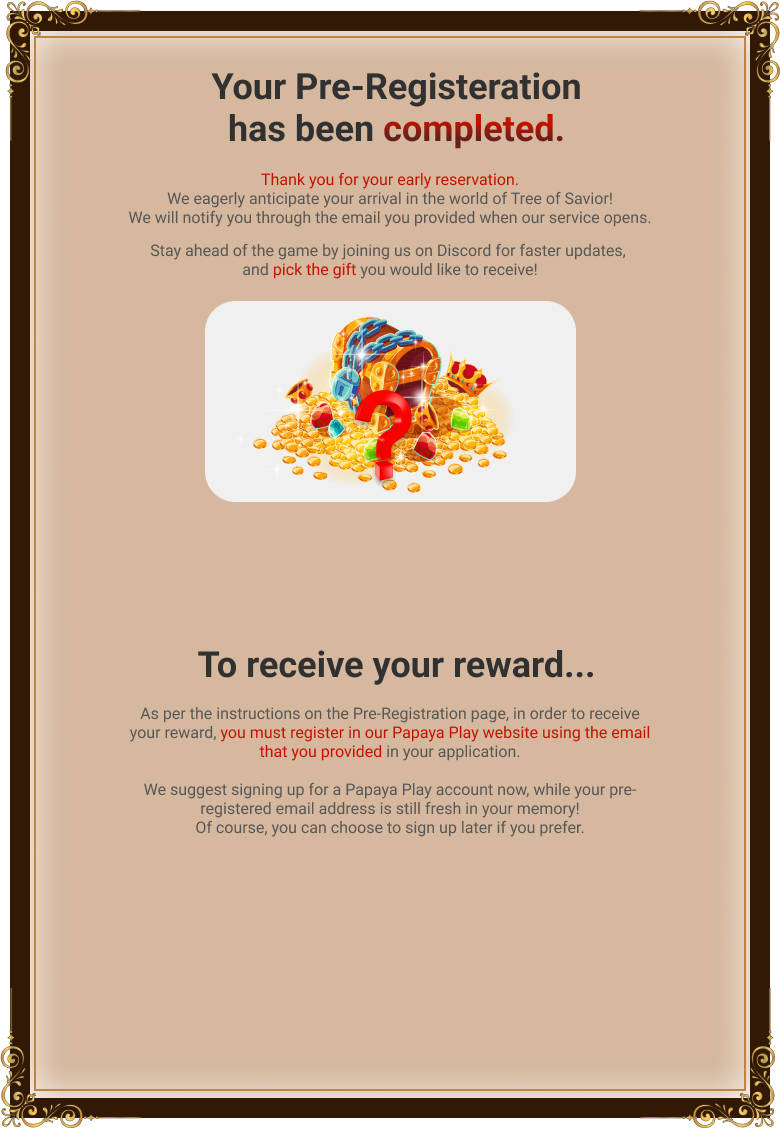 Your Pre-Registeration
has been completed.
Thank you for your early reservation.
We eagerly anticipate your arrival in the world of Tree of Savior!
We will notify you through the email you provided when our service opens.
Stay ahead of the game by joining us on Discord for faster updates,
and pick the gift you would like to receive!
?
To receive your reward...
As per the instructions on the Pre-Registration page, in order to receive
your reward, you must register in our Papaya Play website using the email
that you provided in your application.
We suggest signing up for a Papaya Play account now, while your pre-
registered email address is still fresh in your memory!
Of course, you can choose to sign up later if you prefer.